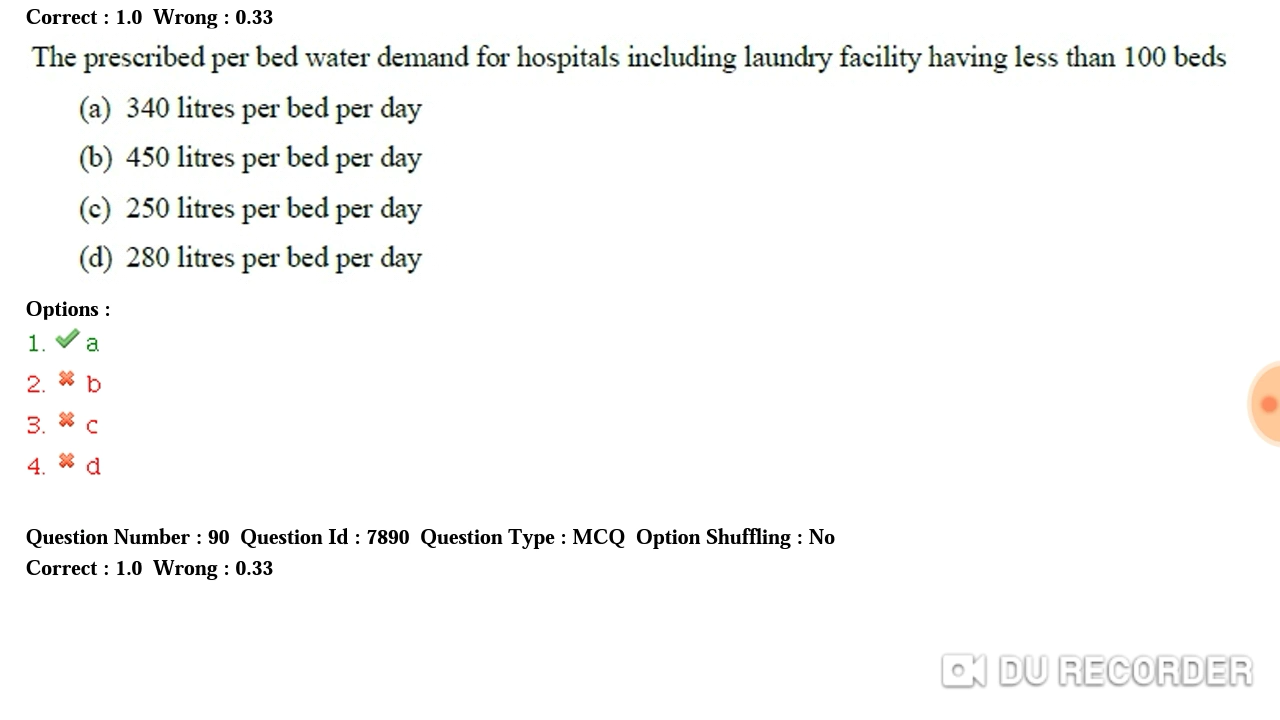 Correct : 1.0 Wrong : 0.33
The prescribed per bed water demand for hospitals including laundry facility having less than 100 beds
(a) 340 litres per bed per day
(b) 450 litres per bed per day
(c) 250 litres per bed per day
(d) 280 litres per bed per day
Options :
1. a
2. b
3. c
4. d
Question Number : 90 Question Id : 7890 Question Type : MCQ Option Shuffling : No
Correct : 1.0 Wrong : 0.33
DU RECORDER